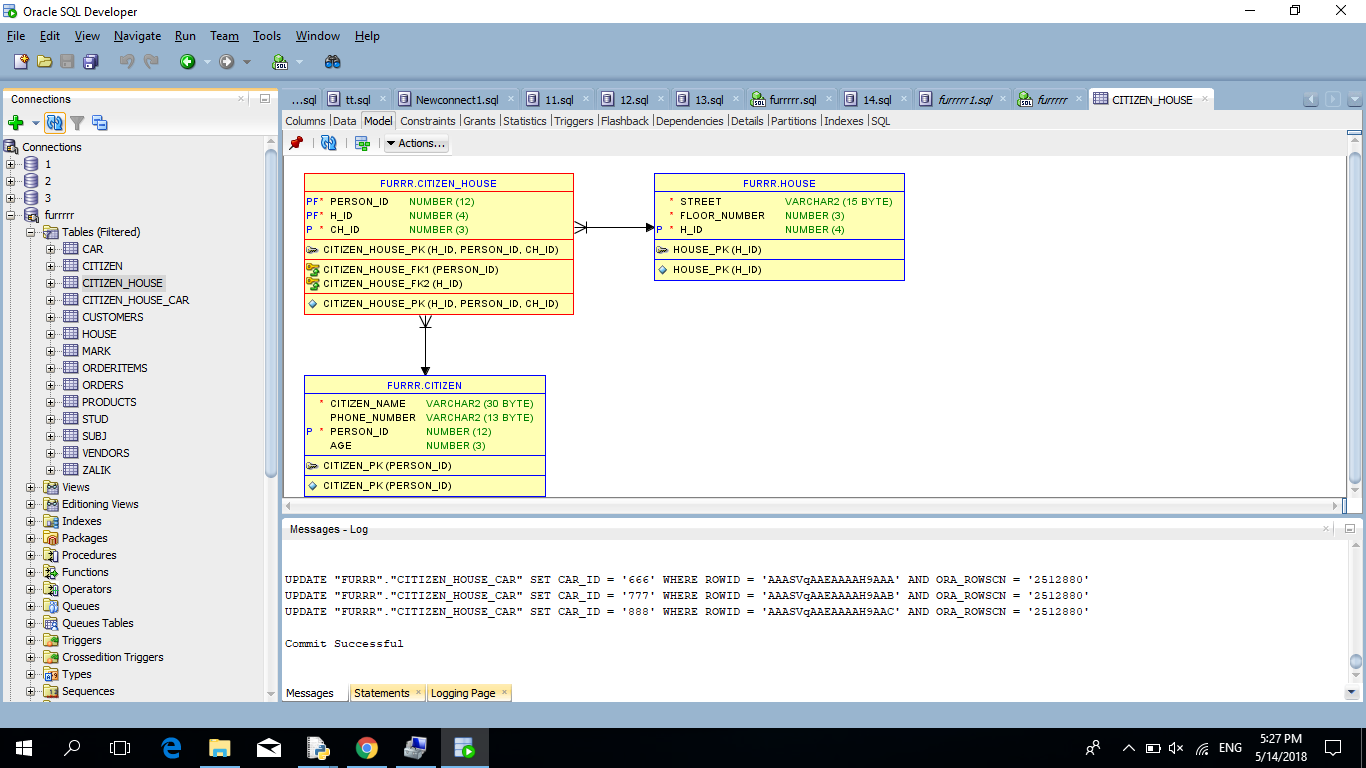 Oracle SQL Developer
File Edit View Navigate Run Team Tools Window Help
Connections
...sql tt.sql Newconnect1.sql 11.sql 12.sql 13.sql furrrrr.sql 14.sql furrrrr1.sql furrrrr CITIZEN_HOUSE
Columns Data Model Constraints Grants Statistics Triggers Flashback Dependencies Details Partitions Indexes SQL
Actions...
Connections
1
2
3
furrrrr
Tables (Filtered)
CAR
CITIZEN
CITIZEN_HOUSE
CITIZEN_HOUSE_CAR
CUSTOMERS
HOUSE
MARK
ORDERITEMS
ORDERS
PRODUCTS
STUD
SUBJ
VENDORS
ZALIK
Views
Editioning Views
Indexes
Packages
Procedures
Functions
Operators
Queues
Queues Tables
Triggers
Crossedition Triggers
Types
Sequences
FURRR.CITIZEN_HOUSE
PF* PERSON_ID NUMBER (12)
PF* H_ID NUMBER (4)
P * CH_ID NUMBER (3)
CITIZEN_HOUSE_PK (H_ID, PERSON_ID, CH_ID)
CITIZEN_HOUSE_FK1 (PERSON_ID)
CITIZEN_HOUSE_FK2 (H_ID)
CITIZEN_HOUSE_PK (H_ID, PERSON_ID, CH_ID)
FURRR.HOUSE
* STREET VARCHAR2 (15 BYTE)
* FLOOR_NUMBER NUMBER (3)
P * H_ID NUMBER (4)
HOUSE_PK (H_ID)
HOUSE_PK (H_ID)
FURRR.CITIZEN
* CITIZEN_NAME VARCHAR2 (30 BYTE)
PHONE_NUMBER VARCHAR2 (13 BYTE)
P * PERSON_ID NUMBER (12)
AGE NUMBER (3)
CITIZEN_PK (PERSON_ID)
CITIZEN_PK (PERSON_ID)
Messages - Log
UPDATE "FURRR"."CITIZEN_HOUSE_CAR" SET CAR_ID = '666' WHERE ROWID = 'AAASVqAAEAAAAH9AAA' AND ORA_ROWSCN = '2512880'
UPDATE "FURRR"."CITIZEN_HOUSE_CAR" SET CAR_ID = '777' WHERE ROWID = 'AAASVqAAEAAAAH9AAB' AND ORA_ROWSCN = '2512880'
UPDATE "FURRR"."CITIZEN_HOUSE_CAR" SET CAR_ID = '888' WHERE ROWID = 'AAASVqAAEAAAAH9AAC' AND ORA_ROWSCN = '2512880'
Commit Successful
Messages Statements Logging Page
ENG
5:27 PM
5/14/2018